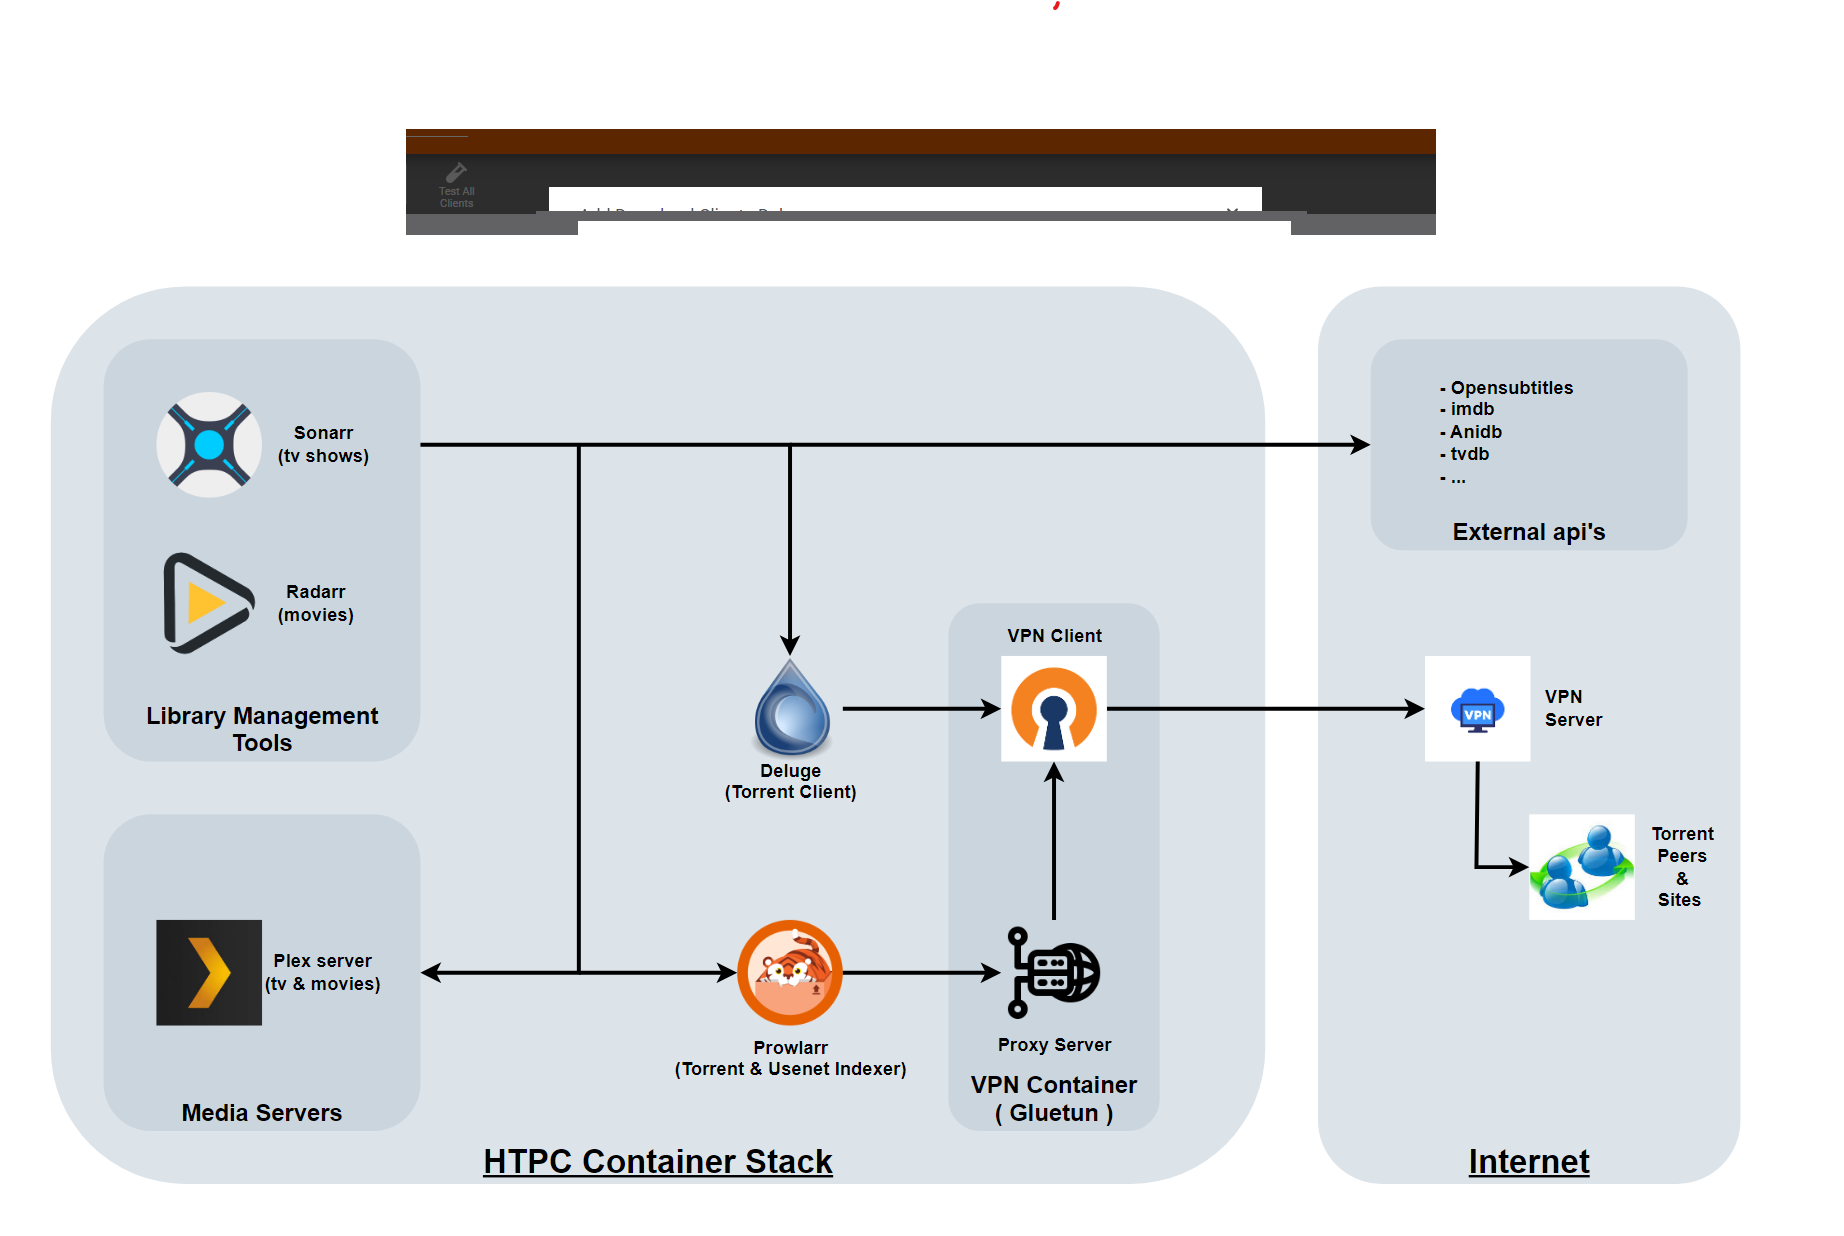 Test All
Clients
Sonarr
(tv shows)
Radarr
(movies)
Library Management
Tools
- Opensubtitles
- imdb
- Anidb
- tvdb
- ...
External api's
VPN Client
VPN
VPN
Server
Deluge
(Torrent Client)
Torrent
Peers
&
Sites
Plex server
(tv & movies)
Media Servers
Prowlarr
(Torrent & Usenet Indexer)
Proxy Server
VPN Container
( Gluetun )
HTPC Container Stack
Internet